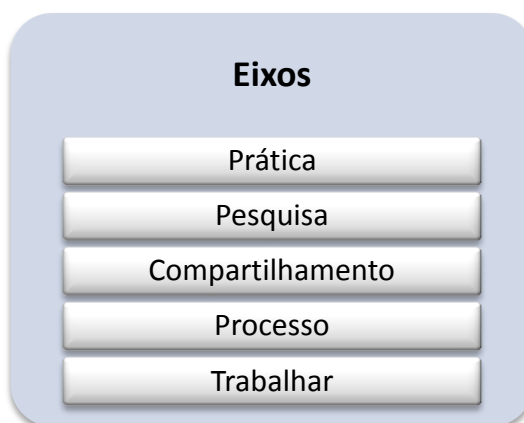 Eixos
Prática
Pesquisa
Compartilhamento
Processo
Trabalhar